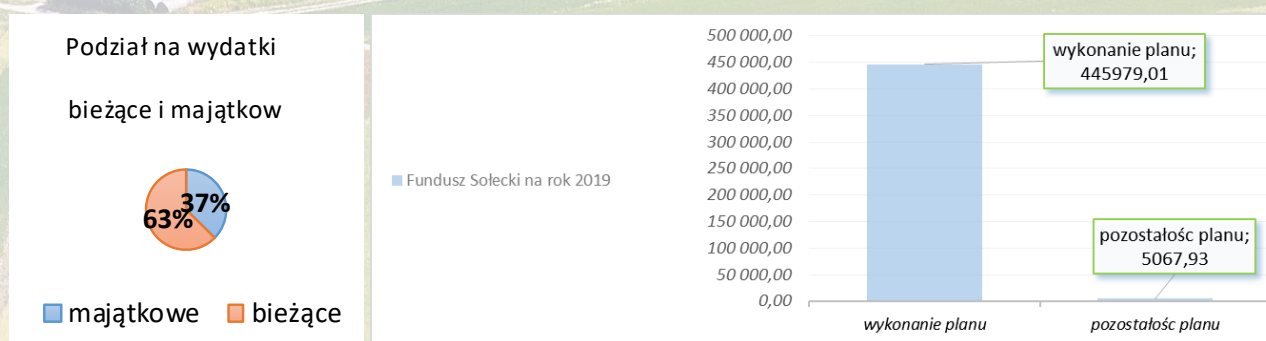 Podział na wydatki
bieżące i majątkow
37%
63%
majątkowe bieżące
Fundusz Sołecki na rok 2019
500 000,00
450 000,00
400 000,00
350 000,00
300 000,00
250 000,00
200 000,00
150 000,00
100 000,00
50 000,00
0,00
wykonanie planu;
445979,01
pozostałośc planu;
5067,93
wykonanie planu
pozostałośc planu